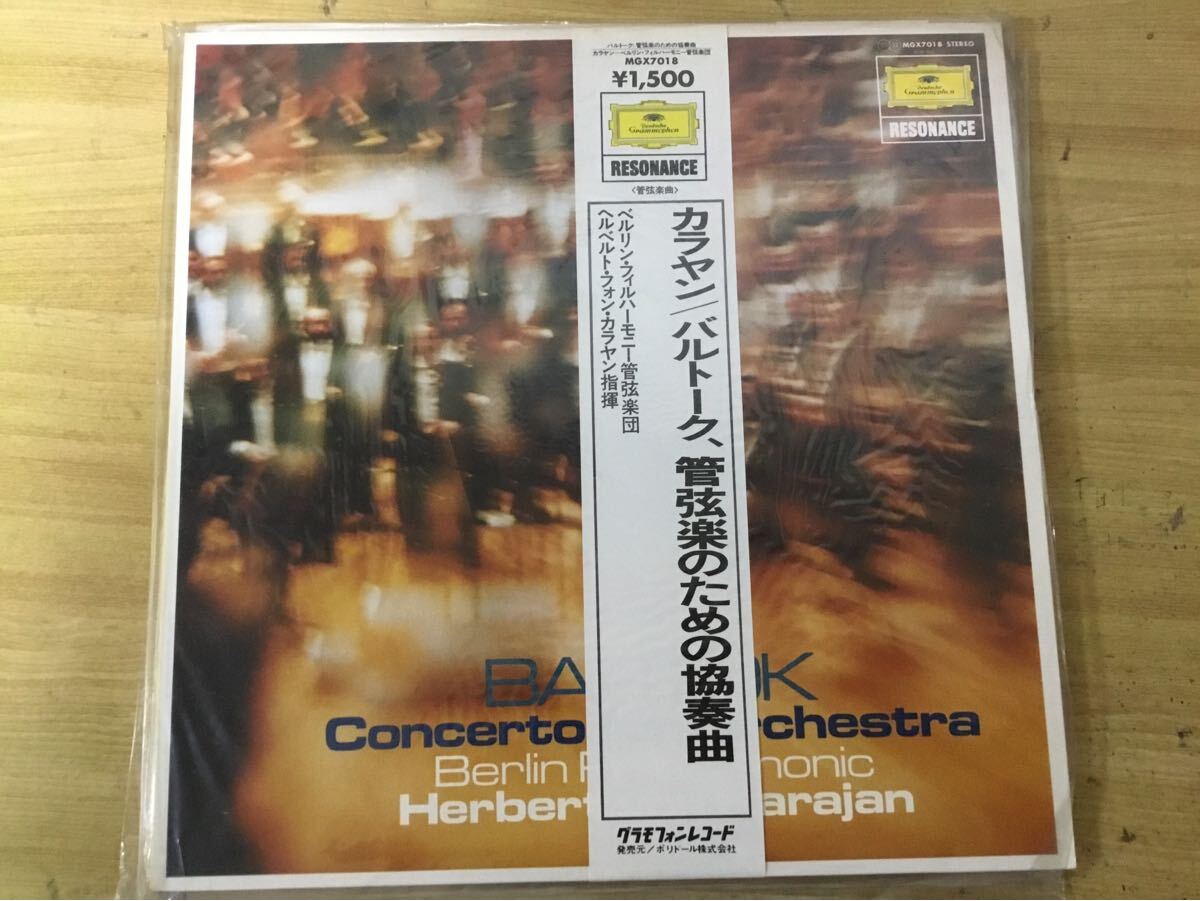 バルトーク:管弦楽のための協奏曲
カラヤン――ベルリン・フィルハーモニー管弦楽団
MGX7018
¥1,500
Deutsche
Grammophon
RESONANCE
〈管弦楽曲〉
カラヤン/バルトーク、管弦楽のための協奏曲
ベルリン・フィルハーモニー管弦楽団
ヘルベルト・フォン・カラヤン指揮
グラモフォンレコード
発売元/ポリドール株式会社
MGX7018 STEREO
Deutsche
Grammophon
RESONANCE
BA OK
Concerto rchestra
Berlin P monic
Herbert arajan